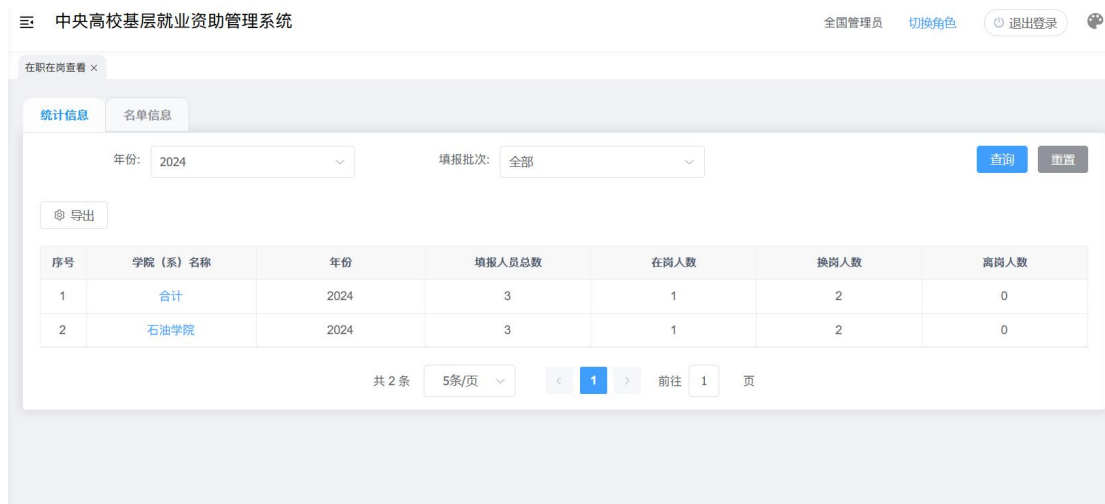 中央高校基层就业资助管理系统 全国管理员 切换角色 退出登录
在职在岗查看 ×
统计信息 名单信息
年份: 2024 填报批次: 全部 查询 重置
导出
序号 学院（系）名称 年份 填报人员总数 在岗人数 换岗人数 离岗人数
1 合计 2024 3 1 2 0
2 石油学院 2024 3 1 2 0
共 2 条 5条/页 < 1 > 前往 1 页